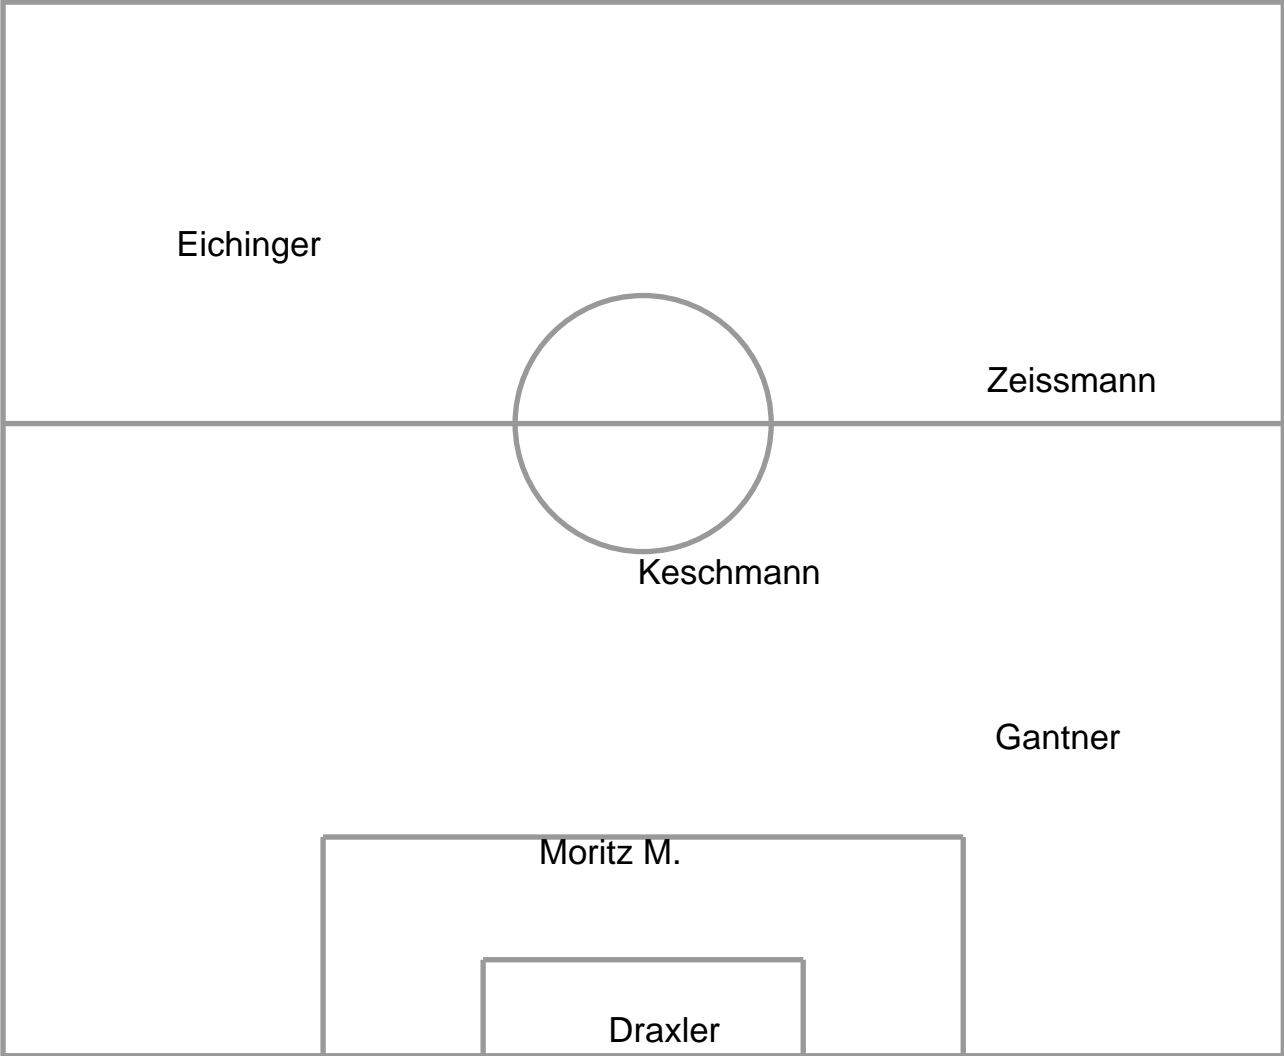 Eichinger
Zeissmann
Keschmann
Gantner
Moritz M.
Draxler